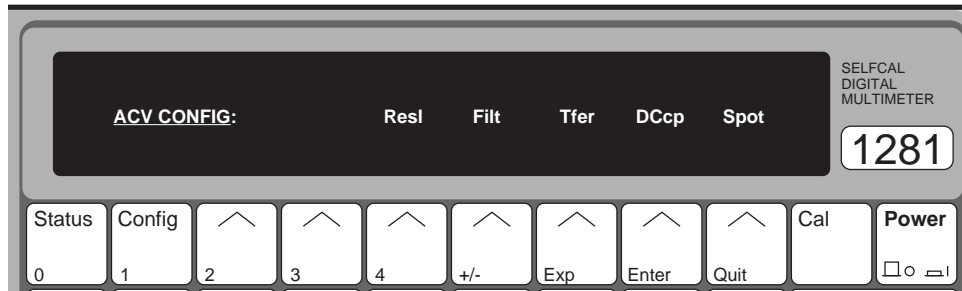 SELFCAL
DIGITAL
MULTIMETER
ACV CONFIG: Resl Filt Tfer DCcp Spot
1281
Status Config Cal Power
0 1 2 3 4 +/- Exp Enter Quit